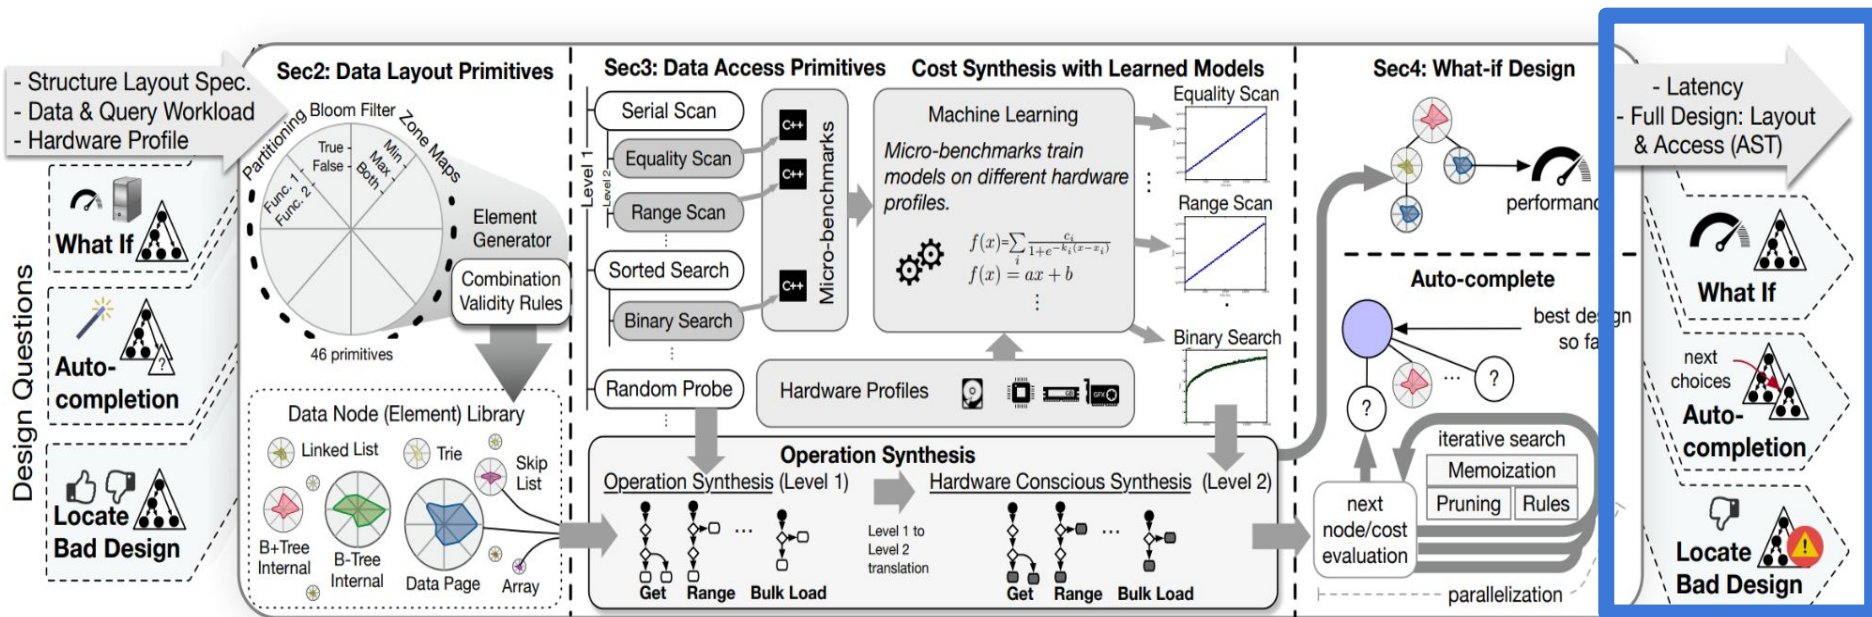 Design Questions
- Structure Layout Spec.
- Data & Query Workload
- Hardware Profile
What If
Auto-
completion
Locate
Bad Design
Sec2: Data Layout Primitives
Partitioning
Bloom Filter
Zone Maps
True
False
Min
Max
Both
Func. 1
Func. 2
46 primitives
Element
Generator
Combination
Validity Rules
Data Node (Element) Library
Linked List
Trie
Skip
List
B+Tree
Internal
B-Tree
Internal
Data Page
Array
Sec3: Data Access Primitives
Level 1
Level 2
Serial Scan
Equality Scan
Range Scan
Sorted Search
Binary Search
Random Probe
C++
C++
C++
Micro-benchmarks
Cost Synthesis with Learned Models
Machine Learning
Micro-benchmarks train
models on different hardware
profiles.
f(x)=∑_i c_i/(1+e^{-k_i(x-x_i)})
f(x) = ax + b
Hardware Profiles
GFX
Equality Scan
Range Scan
Binary Search
Operation Synthesis
Operation Synthesis (Level 1)
Get
Range
Bulk Load
Level 1 to
Level 2
translation
Hardware Conscious Synthesis (Level 2)
Get
Range
Bulk Load
Sec4: What-if Design
Auto-complete
best design
?
?
iterative search
Memoization
Pruning
Rules
next
node/cost
evaluation
parallelization
- Latency
- Full Design: Layout
& Access (AST)
What If
next
choices
Auto-
completion
Locate
Bad Design